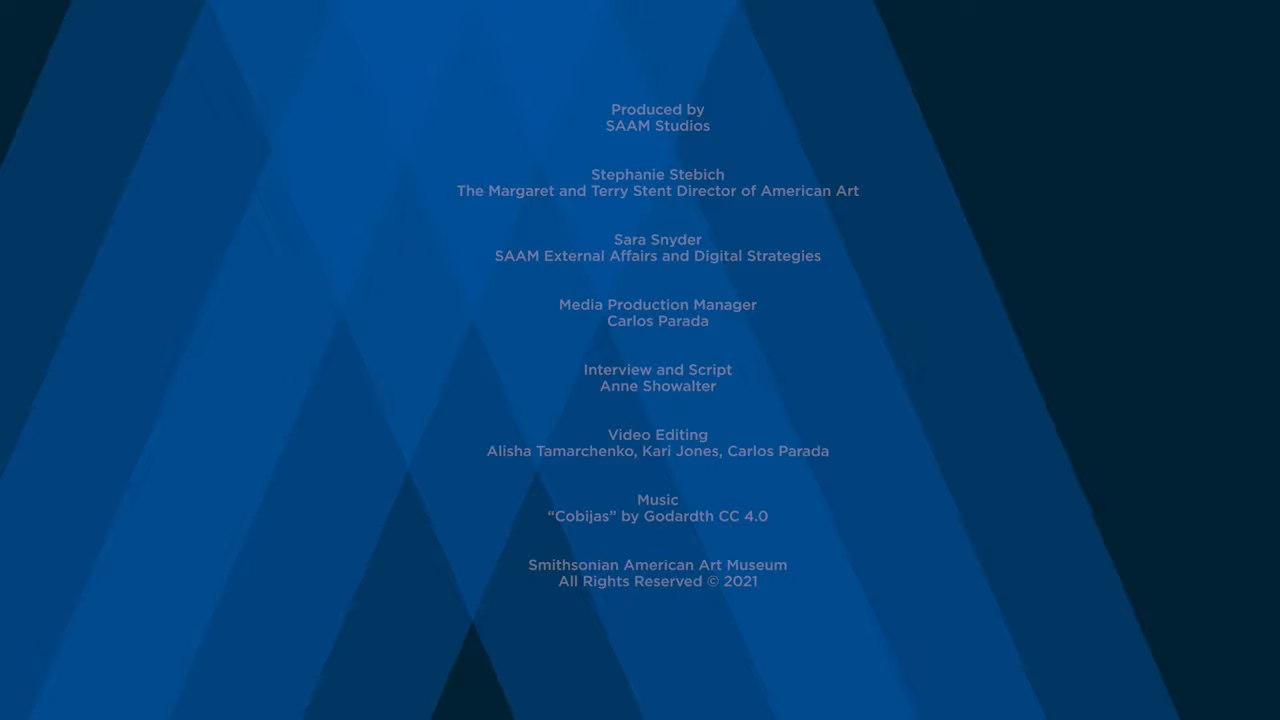 Produced by
SAAM Studios
Stephanie Stebich
The Margaret and Terry Stent Director of American Art
Sara Snyder
SAAM External Affairs and Digital Strategies
Media Production Manager
Carlos Parada
Interview and Script
Anne Showalter
Video Editing
Alisha Tamarchenko, Kari Jones, Carlos Parada
Music
“Cobijas” by Godardth CC 4.0
Smithsonian American Art Museum
All Rights Reserved © 2021